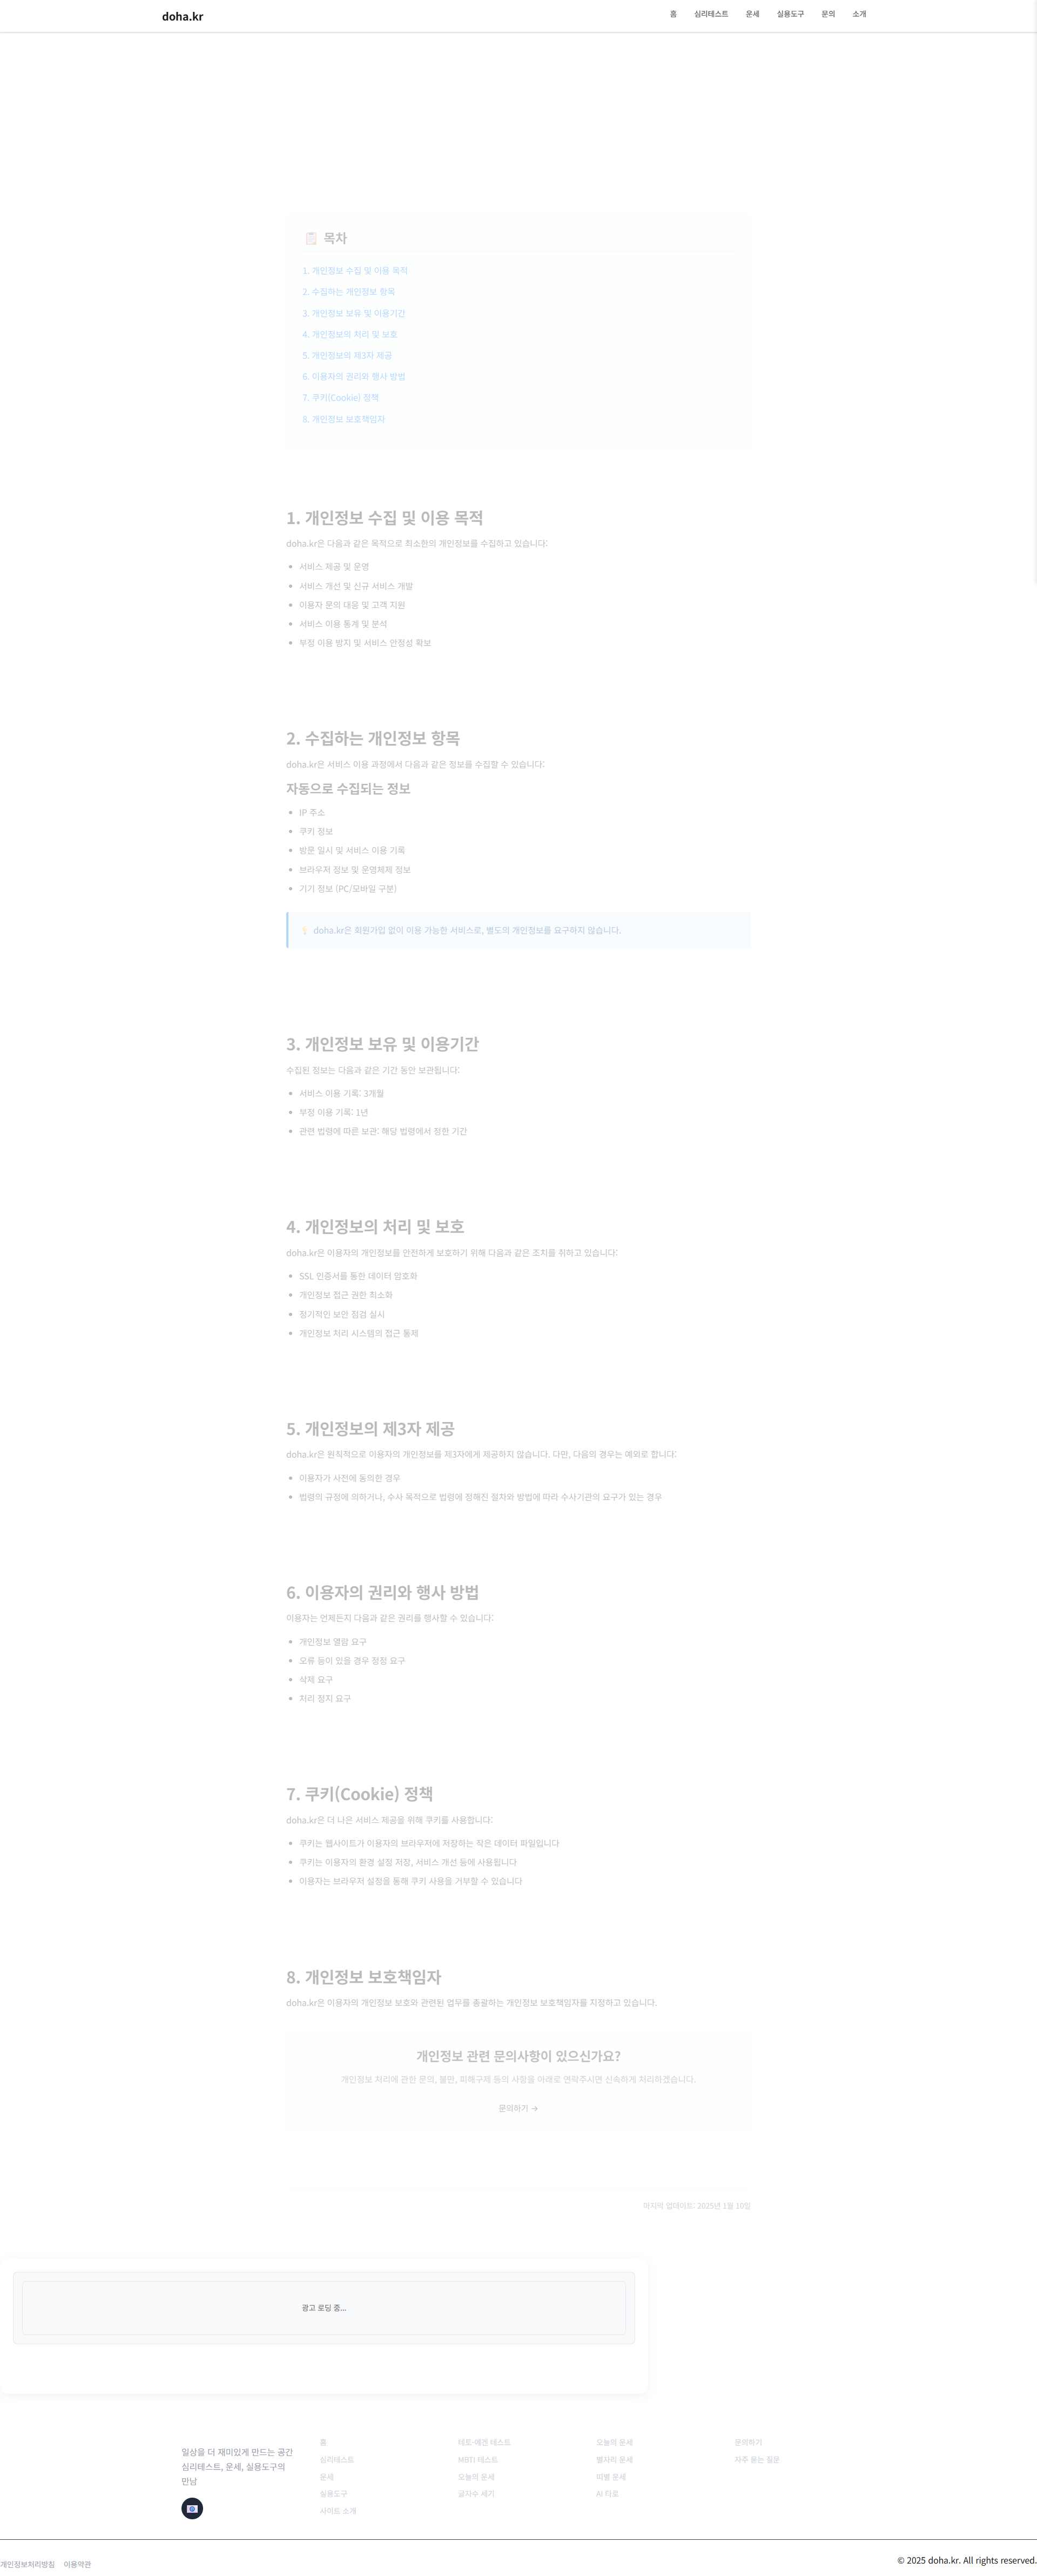 doha.kr
홈 심리테스트 운세 실용도구 문의 소개
목차
1. 개인정보 수집 및 이용 목적
2. 수집하는 개인정보 항목
3. 개인정보 보유 및 이용기간
4. 개인정보의 처리 및 보호
5. 개인정보의 제3자 제공
6. 이용자의 권리와 행사 방법
7. 쿠키(Cookie) 정책
8. 개인정보 보호책임자
1. 개인정보 수집 및 이용 목적
doha.kr은 다음과 같은 목적으로 최소한의 개인정보를 수집하고 있습니다:
서비스 제공 및 운영
서비스 개선 및 신규 서비스 개발
이용자 문의 대응 및 고객 지원
서비스 이용 통계 및 분석
부정 이용 방지 및 서비스 안정성 확보
2. 수집하는 개인정보 항목
doha.kr은 서비스 이용 과정에서 다음과 같은 정보를 수집할 수 있습니다:
자동으로 수집되는 정보
IP 주소
쿠키 정보
방문 일시 및 서비스 이용 기록
브라우저 정보 및 운영체제 정보
기기 정보 (PC/모바일 구분)
doha.kr은 회원가입 없이 이용 가능한 서비스로, 별도의 개인정보를 요구하지 않습니다.
3. 개인정보 보유 및 이용기간
수집된 정보는 다음과 같은 기간 동안 보관됩니다:
서비스 이용 기록: 3개월
부정 이용 기록: 1년
관련 법령에 따른 보관: 해당 법령에서 정한 기간
4. 개인정보의 처리 및 보호
doha.kr은 이용자의 개인정보를 안전하게 보호하기 위해 다음과 같은 조치를 취하고 있습니다:
SSL 인증서를 통한 데이터 암호화
개인정보 접근 권한 최소화
정기적인 보안 점검 실시
개인정보 처리 시스템의 접근 통제
5. 개인정보의 제3자 제공
doha.kr은 원칙적으로 이용자의 개인정보를 제3자에게 제공하지 않습니다. 다만, 다음의 경우는 예외로 합니다:
이용자가 사전에 동의한 경우
법령의 규정에 의하거나, 수사 목적으로 법령에 정해진 절차와 방법에 따라 수사기관의 요구가 있는 경우
6. 이용자의 권리와 행사 방법
이용자는 언제든지 다음과 같은 권리를 행사할 수 있습니다:
개인정보 열람 요구
오류 등이 있을 경우 정정 요구
삭제 요구
처리 정지 요구
7. 쿠키(Cookie) 정책
doha.kr은 더 나은 서비스 제공을 위해 쿠키를 사용합니다:
쿠키는 웹사이트가 이용자의 브라우저에 저장하는 작은 데이터 파일입니다
쿠키는 이용자의 환경 설정 저장, 서비스 개선 등에 사용됩니다
이용자는 브라우저 설정을 통해 쿠키 사용을 거부할 수 있습니다
8. 개인정보 보호책임자
doha.kr은 이용자의 개인정보 보호와 관련된 업무를 총괄하는 개인정보 보호책임자를 지정하고 있습니다.
개인정보 관련 문의사항이 있으신가요?
개인정보 처리에 관한 문의, 불만, 피해구제 등의 사항을 아래로 연락주시면 신속하게 처리하겠습니다.
문의하기 →
마지막 업데이트: 2025년 1월 10일
광고 로딩 중...
일상을 더 재미있게 만드는 공간
심리테스트, 운세, 실용도구의
만남
홈
심리테스트
운세
실용도구
사이트 소개
테토-에겐 테스트
MBTI 테스트
오늘의 운세
글자수 세기
오늘의 운세
별자리 운세
띠별 운세
AI 타로
문의하기
자주 묻는 질문
개인정보처리방침 이용약관
© 2025 doha.kr. All rights reserved.